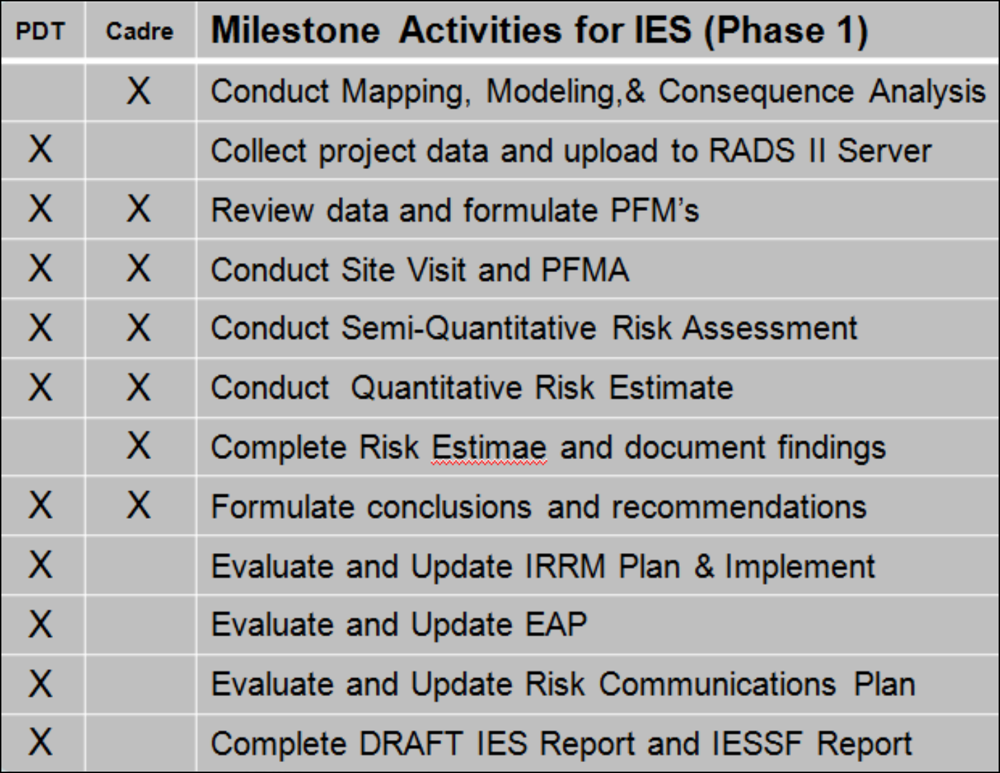 PDT Cadre Milestone Activities for IES (Phase 1)
X Conduct Mapping, Modeling,& Consequence Analysis
X Collect project data and upload to RADS II Server
X X Review data and formulate PFM’s
X X Conduct Site Visit and PFMA
X X Conduct Semi-Quantitative Risk Assessment
X X Conduct Quantitative Risk Estimate
X Complete Risk Estimae and document findings
X X Formulate conclusions and recommendations
X Evaluate and Update IRRM Plan & Implement
X Evaluate and Update EAP
X Evaluate and Update Risk Communications Plan
X Complete DRAFT IES Report and IESSF Report